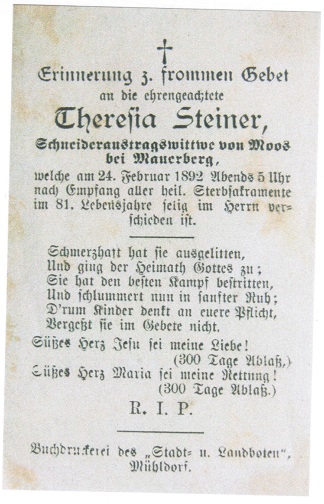 Erinnerung z. frommen Gebet
an die ehrengeachtete
Theresia Steiner,
Schneideraustragswittwe von Moos
bei Mauerberg,
welche am 24. Februar 1892 Abends 5 Uhr
nach Empfang aller heil. Sterbsakramente
im 81. Lebensjahre selig im Herrn ver-
schieden ist.
Schmerzhaft hat sie ausgelitten,
Und ging der Heimath Gottes zu;
Sie hat den besten Kampf bestritten,
Und schlummert nun in sanfter Ruh;
D'rum Kinder denkt an euere Pflicht,
Vergeßt sie im Gebete nicht.
Süßes Herz Jesu sei meine Liebe!
(300 Tage Ablaß.)
Süßes Herz Maria sei meine Rettung!
(300 Tage Ablaß.)
R. I. P.
Buchdruckerei des „Stadt- u. Landboten",
Mühldorf.